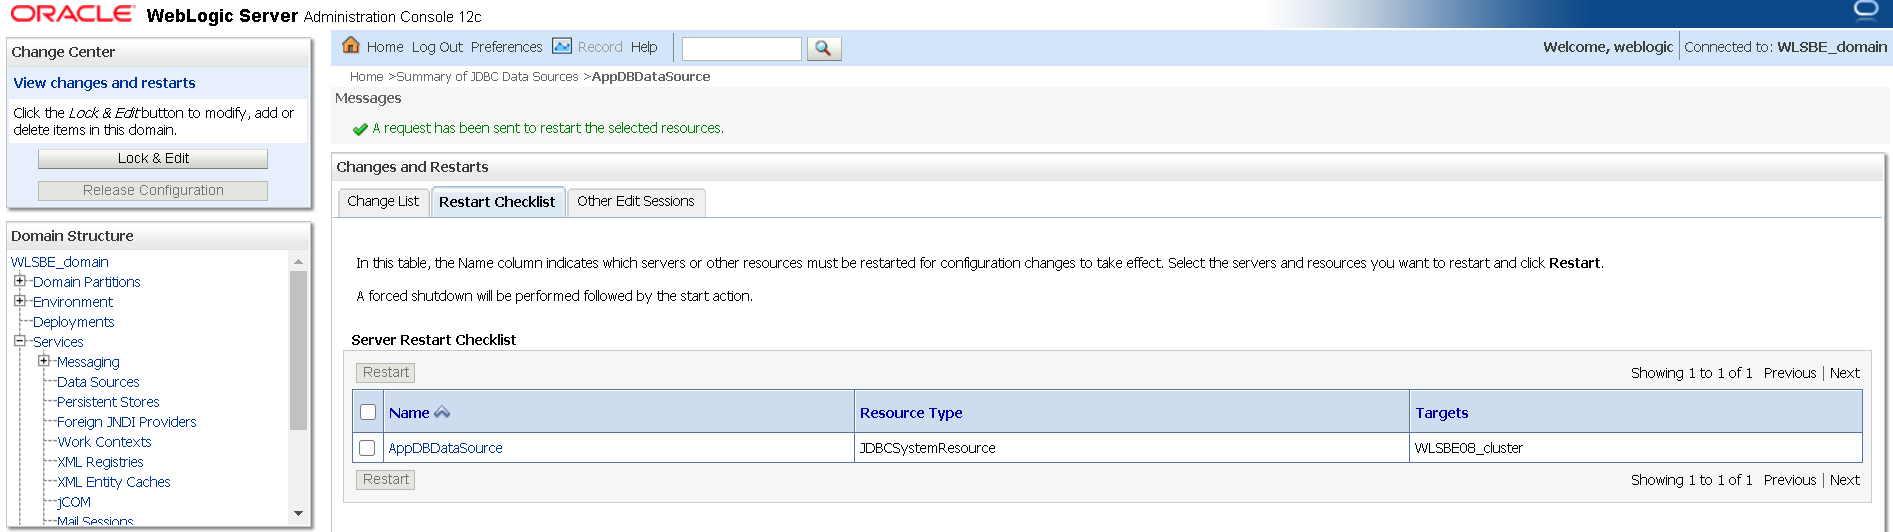 ORACLE WebLogic Server Administration Console 12c
Change Center
View changes and restarts
Click the Lock & Edit button to modify, add or
delete items in this domain.
Lock & Edit
Release Configuration
Domain Structure
WLSBE_domain
Domain Partitions
Environment
Deployments
Services
Messaging
Data Sources
Persistent Stores
Foreign JNDI Providers
Work Contexts
XML Registries
XML Entity Caches
jCOM
Mail Sessions
Home Log Out Preferences Record Help
Welcome, weblogic Connected to: WLSBE_domain
Home >Summary of JDBC Data Sources >AppDBDataSource
Messages
A request has been sent to restart the selected resources.
Changes and Restarts
Change List Restart Checklist Other Edit Sessions
In this table, the Name column indicates which servers or other resources must be restarted for configuration changes to take effect. Select the servers and resources you want to restart and click Restart.
A forced shutdown will be performed followed by the start action.
Server Restart Checklist
Restart Showing 1 to 1 of 1 Previous | Next
Name Resource Type Targets
AppDBDataSource JDBCSystemResource WLSBE08_cluster
Restart Showing 1 to 1 of 1 Previous | Next